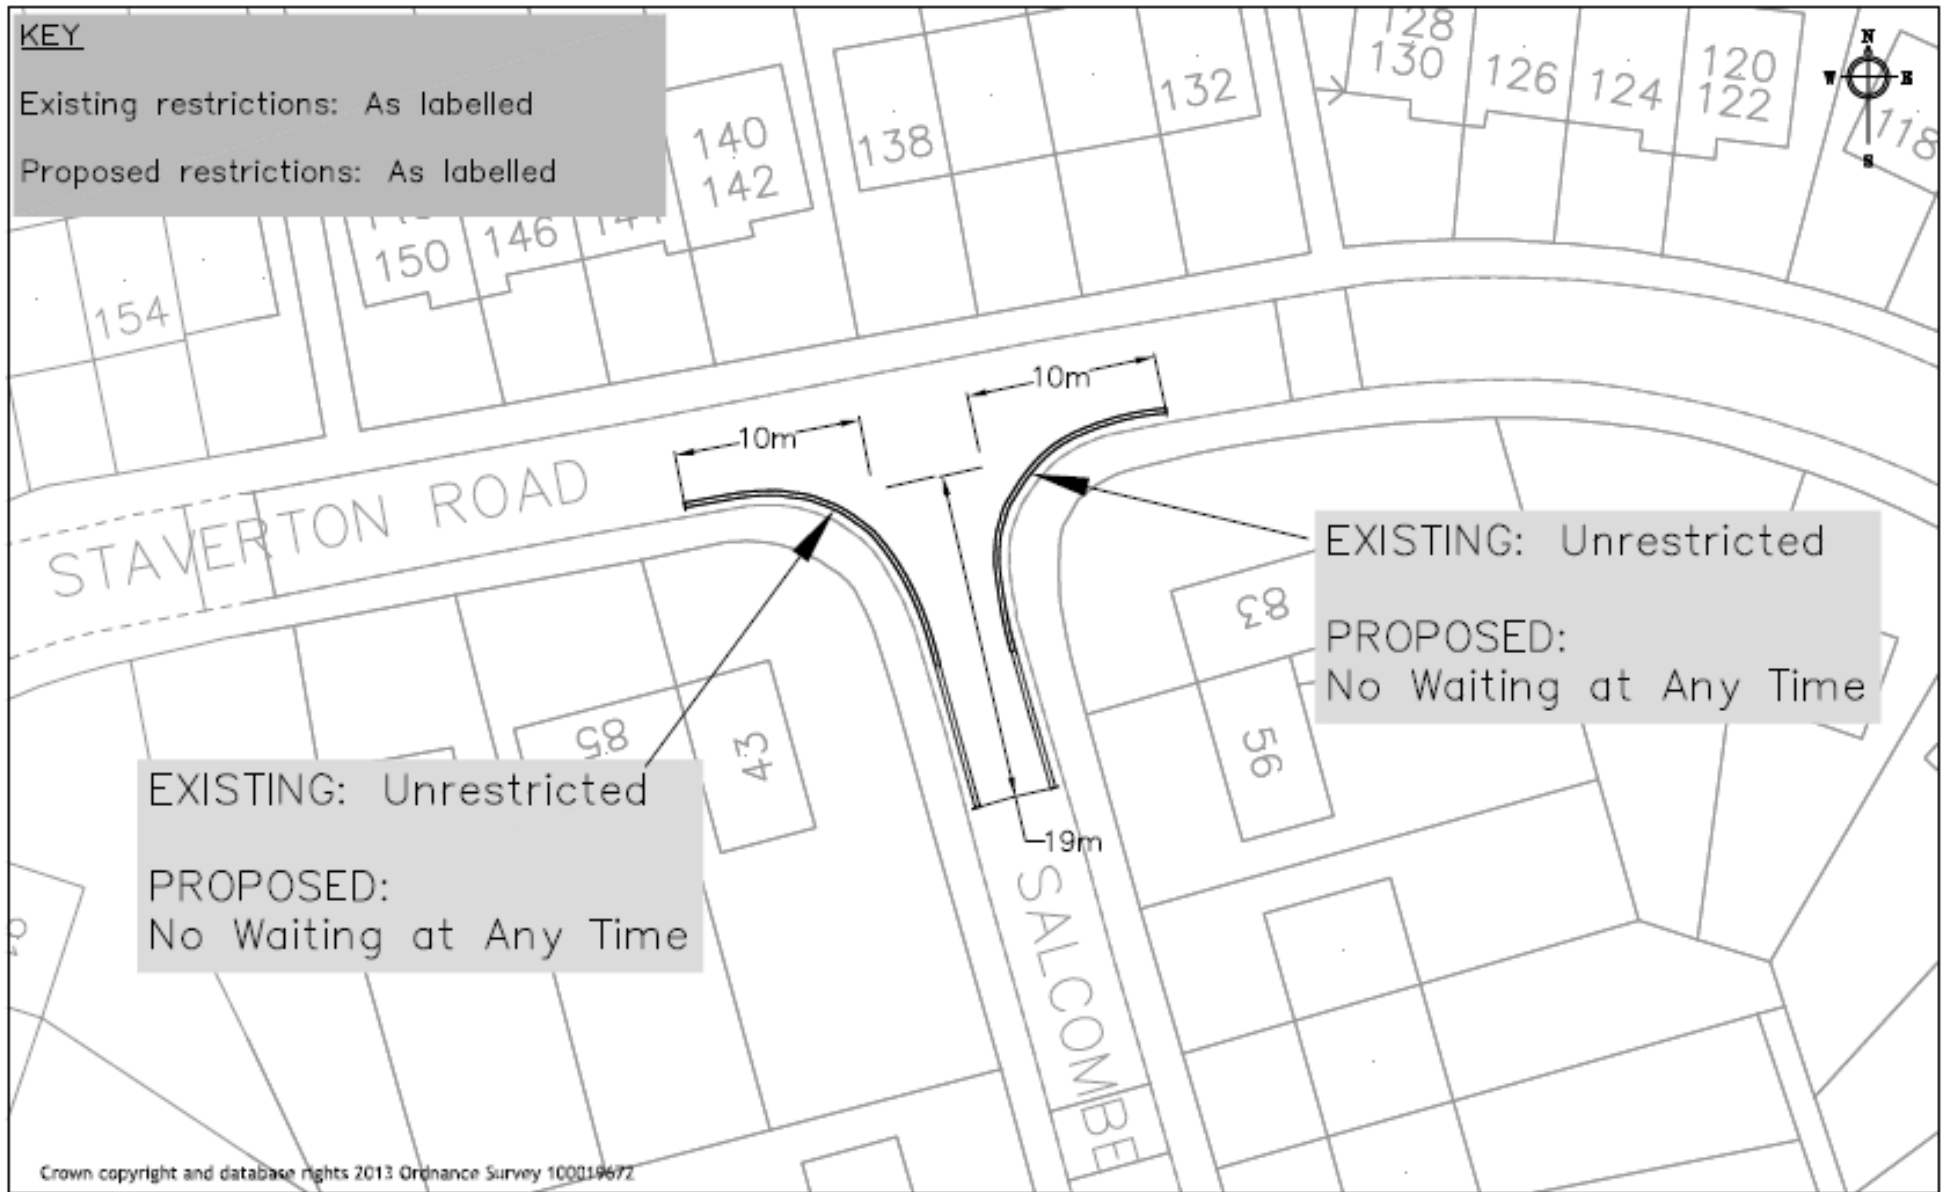 KEY
Existing restrictions: As labelled
Proposed restrictions: As labelled
128
130
126
124
120
122
118
N
W E
S
132
138
140
142
146
150
154
10m
10m
STAVERTON ROAD
EXISTING: Unrestricted
PROPOSED:
No Waiting at Any Time
83
56
85
43
EXISTING: Unrestricted
PROPOSED:
No Waiting at Any Time
19m
SALCOMBE
Crown copyright and database rights 2013 Ordnance Survey 100019672